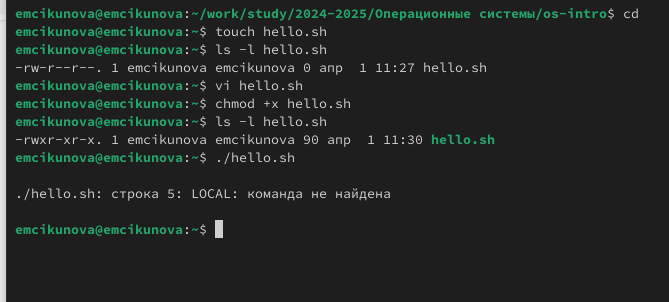 emcikunova@emcikunova:~/work/study/2024-2025/Операционные системы/os-intro$ cd
emcikunova@emcikunova:~$ touch hello.sh
emcikunova@emcikunova:~$ ls -l hello.sh
-rw-r--r--. 1 emcikunova emcikunova 0 апр  1 11:27 hello.sh
emcikunova@emcikunova:~$ vi hello.sh
emcikunova@emcikunova:~$ chmod +x hello.sh
emcikunova@emcikunova:~$ ls -l hello.sh
-rwxr-xr-x. 1 emcikunova emcikunova 90 апр  1 11:30 hello.sh
emcikunova@emcikunova:~$ ./hello.sh
./hello.sh: строка 5: LOCAL: команда не найдена
emcikunova@emcikunova:~$